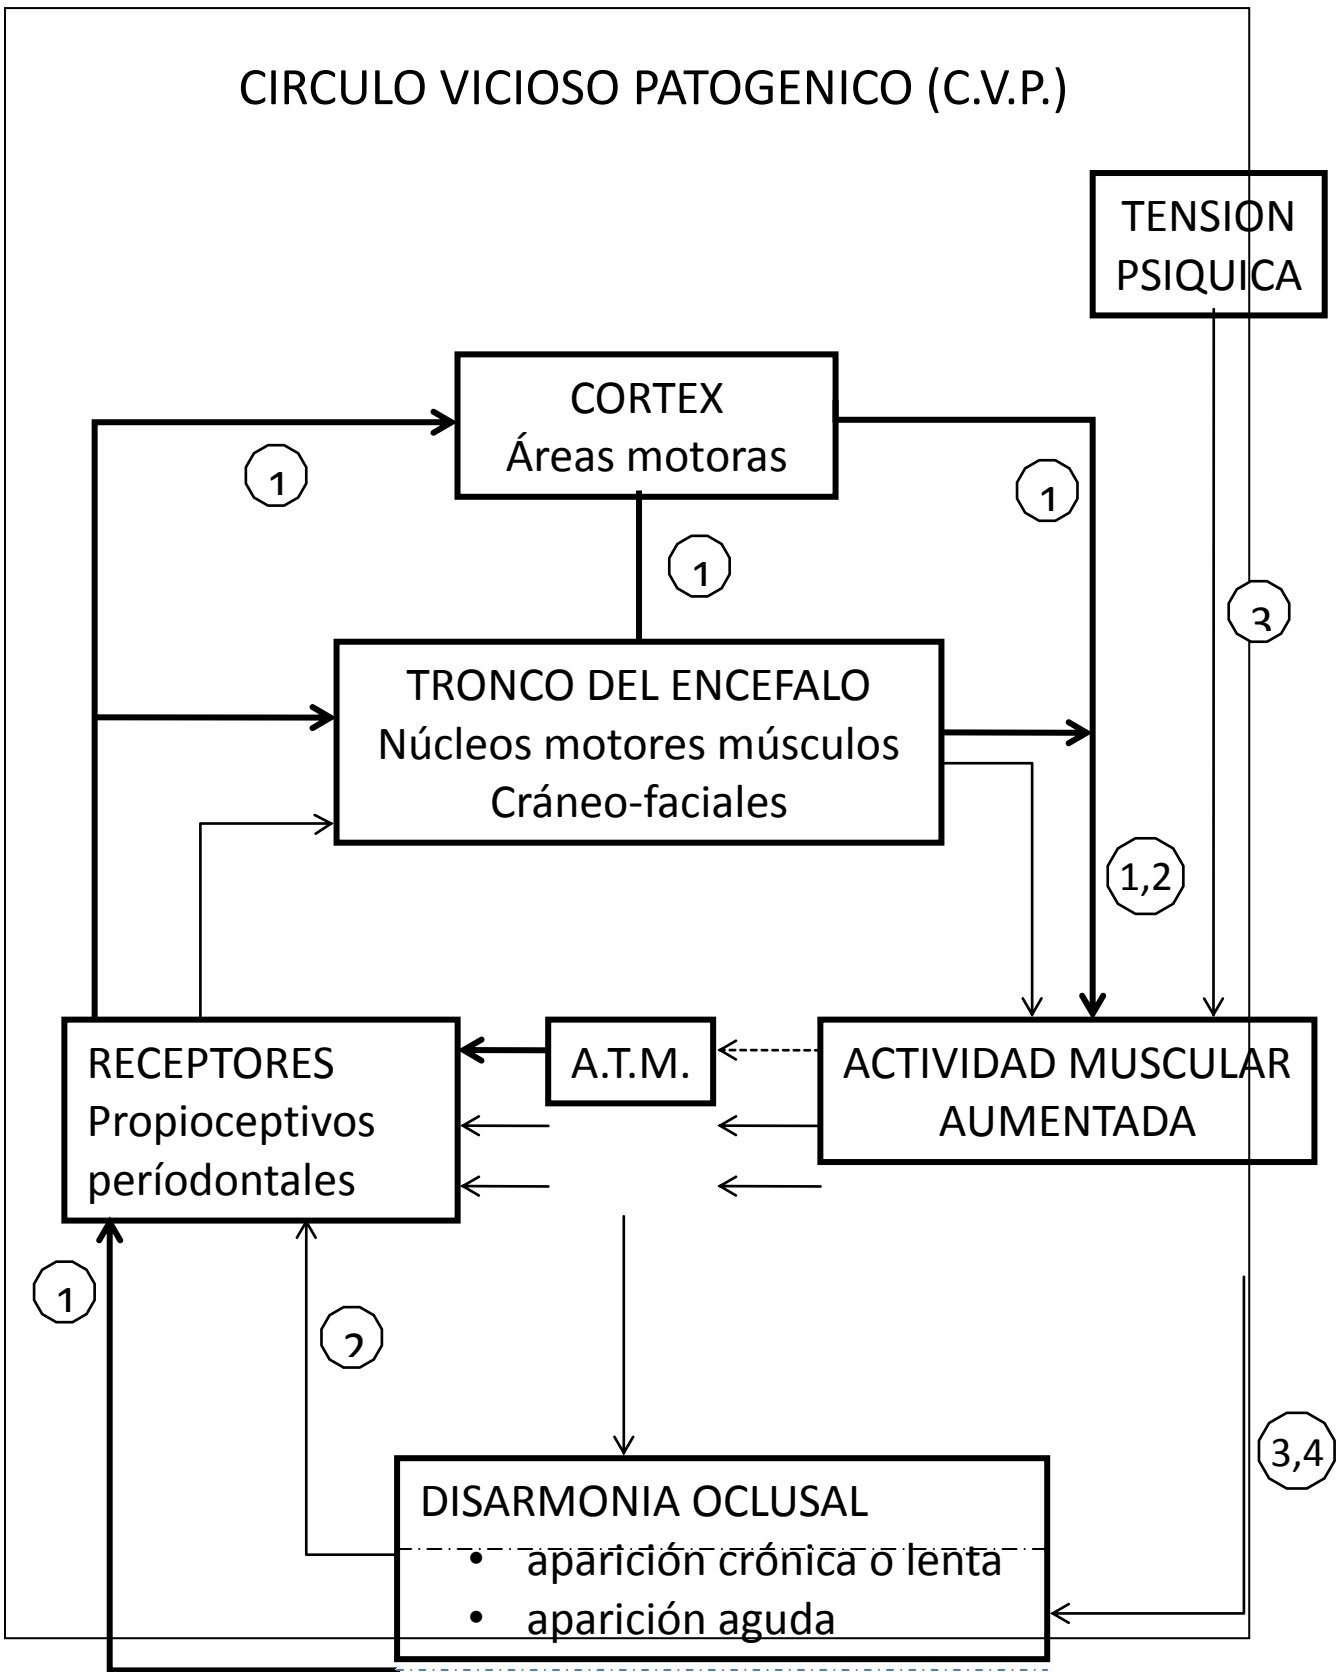 CIRCULO VICIOSO PATOGENICO (C.V.P.)
TENSION
PSIQUICA
CORTEX
Áreas motoras
1
1
1
3
TRONCO DEL ENCEFALO
Núcleos motores músculos
Cráneo-faciales
1,2
RECEPTORES
Propioceptivos
períodontales
A.T.M.
ACTIVIDAD MUSCULAR
AUMENTADA
1
2
3,4
DISARMONIA OCLUSAL
• aparición crónica o lenta
• aparición aguda